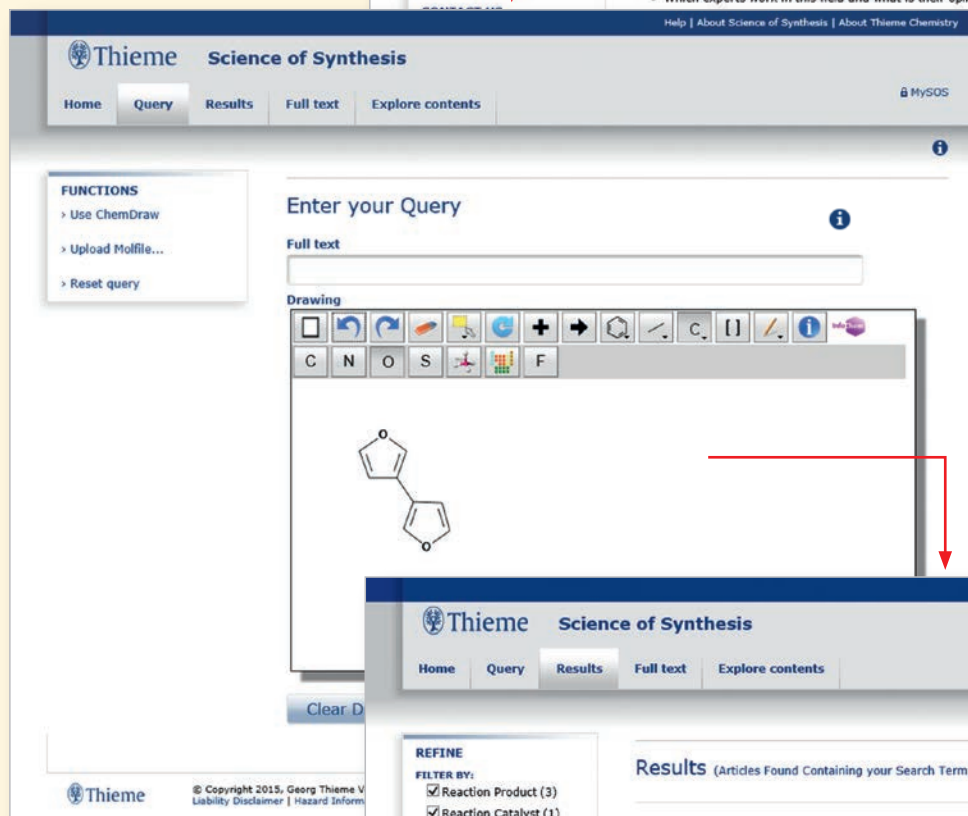 Help | About Science of Synthesis | About Thieme Chemistry
Thieme Science of Synthesis
Home Query Results Full text Explore contents
MySOS
FUNCTIONS
› Use ChemDraw
› Upload Molfile...
› Reset query
Enter your Query
Full text
Drawing
C, [ ] i
C N O S F
O
O
Clear D
Thieme
© Copyright 2015, Georg Thieme V
Liability Disclaimer | Hazard Inform
Thieme Science of Synthesis
Home Query Results Full text Explore contents
REFINE
FILTER BY:
Reaction Product (3)
Reaction Catalyst (1)
Results (Articles Found Containing your Search Term